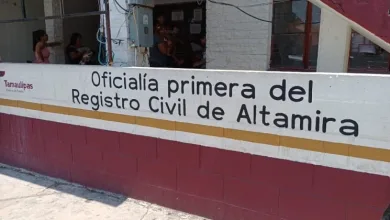 Tamaulipas
Oficialía primera del
Registro Civil de Altamira